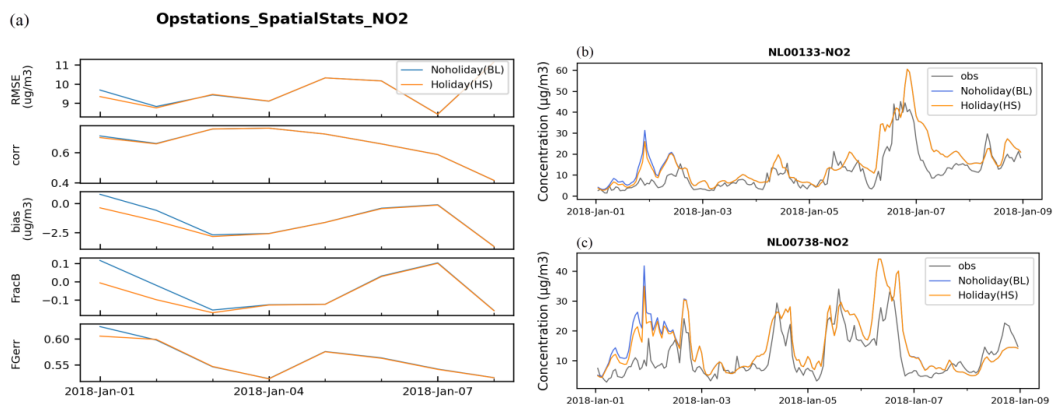 (a)
Opstations_SpatialStats_NO2
RMSE
(ug/m3)
11
10
9
Noholiday(BL)
Holiday(HS)
corr
0.6
0.4
bias
(ug/m3)
0.0
−2.5
FracB
0.1
0.0
−0.1
FGerr
0.60
0.55
2018-Jan-01
2018-Jan-04
2018-Jan-07
(b)
NL00133-NO2
Concentration (μg/m3)
60
40
20
0
obs
Noholiday(BL)
Holiday(HS)
2018-Jan-01
2018-Jan-03
2018-Jan-05
2018-Jan-07
2018-Jan-09
(c)
NL00738-NO2
Concentration (μg/m3)
40
30
20
10
obs
Noholiday(BL)
Holiday(HS)
2018-Jan-01
2018-Jan-03
2018-Jan-05
2018-Jan-07
2018-Jan-09